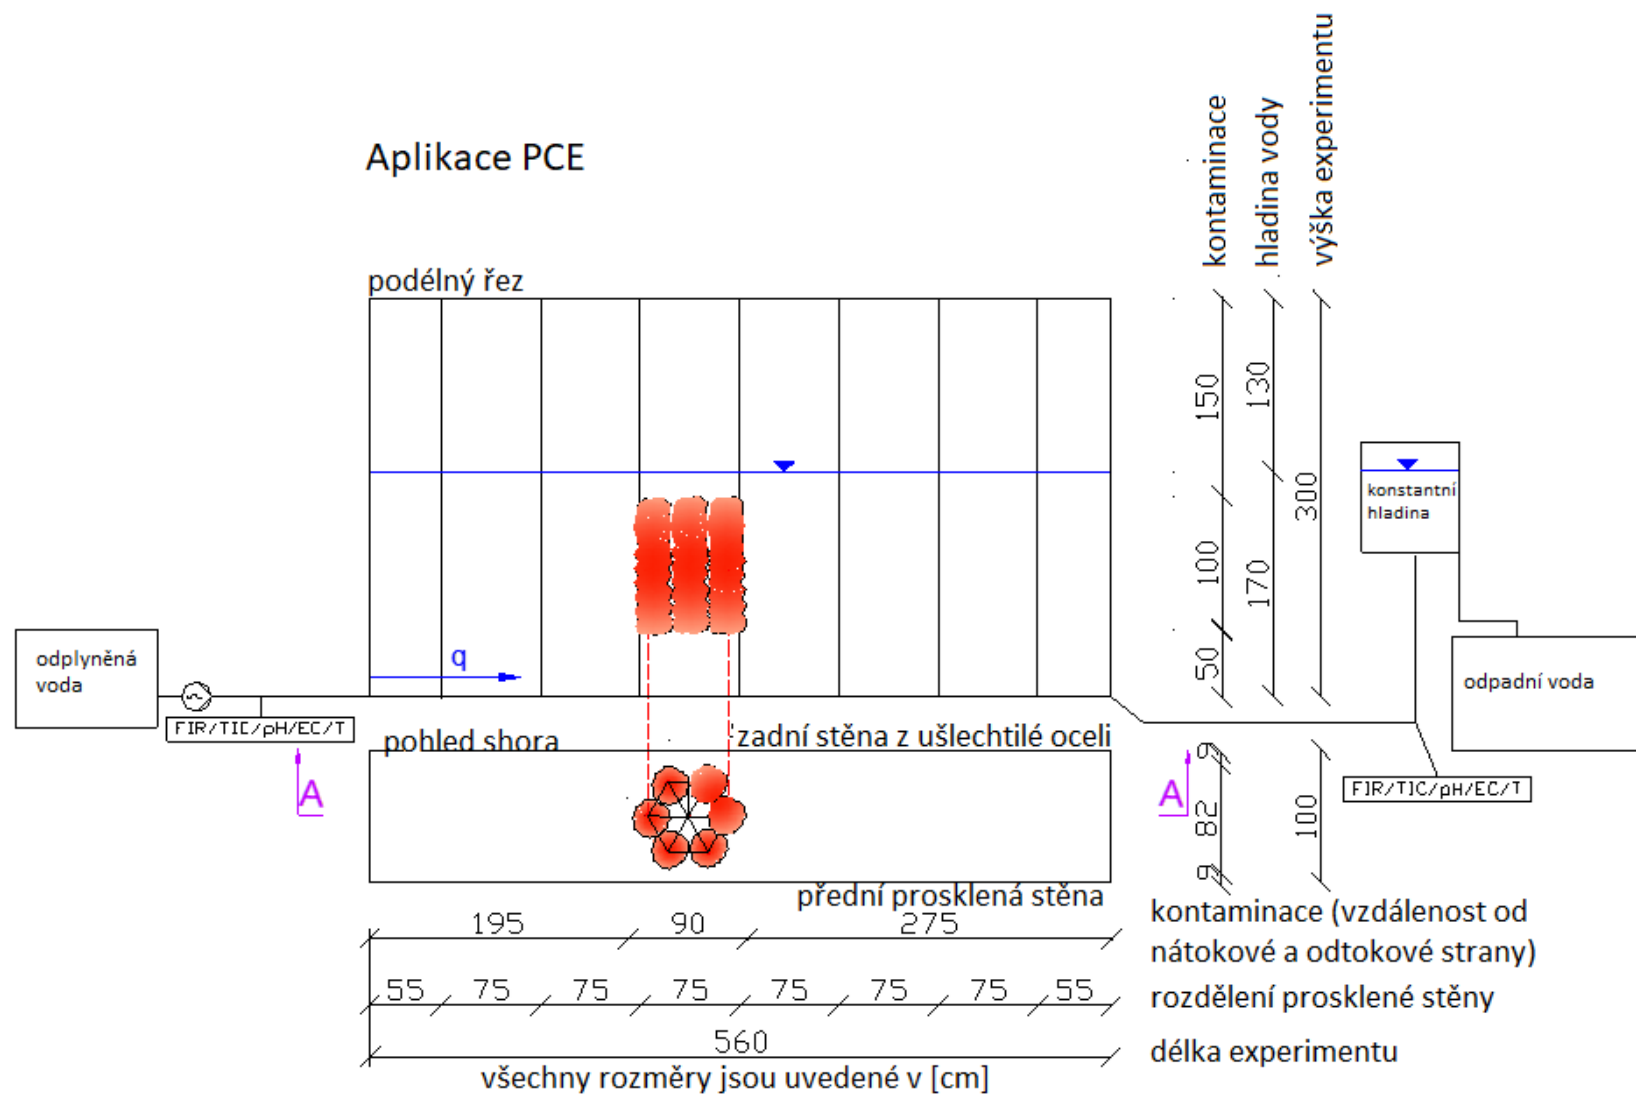 Aplikace PCE
kontaminace
hladina vody
výška experimentu
podélný řez
150
130
300
100
170
50
konstantní
hladina
odplyněná
voda
q
odpadní voda
FIR/TIC/pH/EC/T
pohled shora
zadní stěna z ušlechtilé oceli
A
A
9
82
9
100
FIR/TIC/pH/EC/T
přední prosklená stěna
195
90
275
kontaminace (vzdálenost od
nátokové a odtokové strany)
55
75
75
75
75
75
75
55
rozdělení prosklené stěny
560
délka experimentu
všechny rozměry jsou uvedené v [cm]